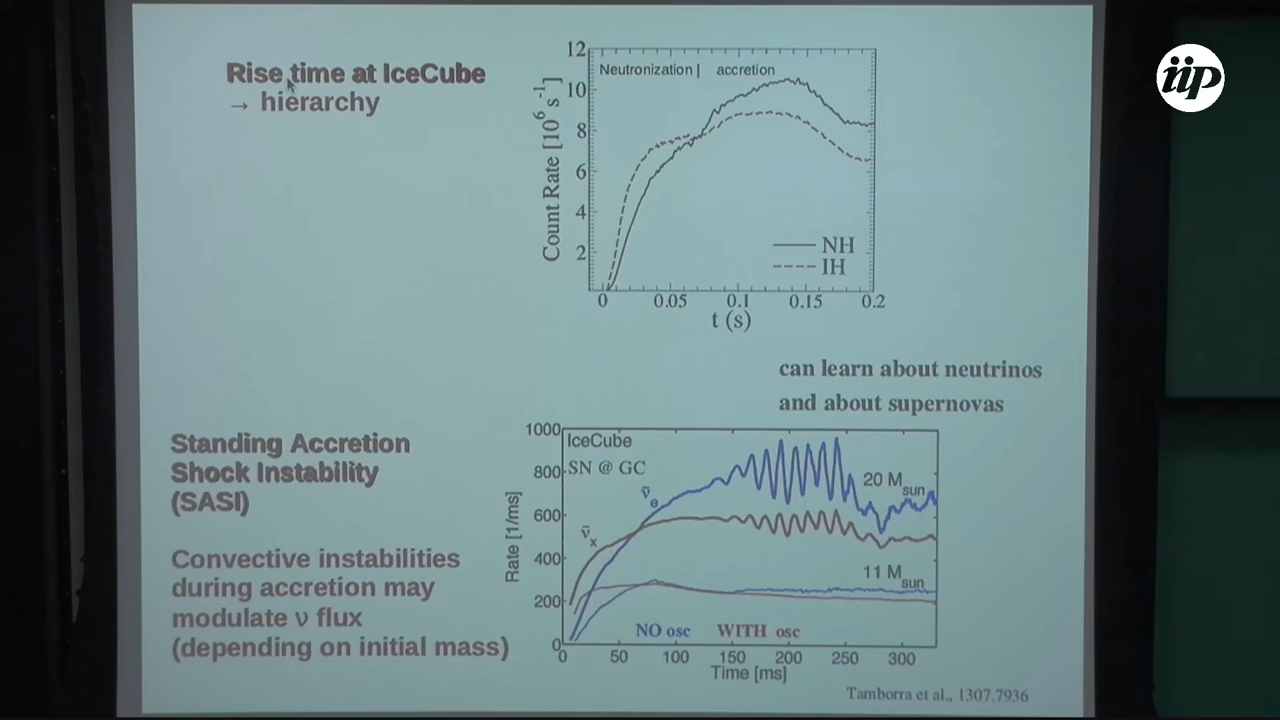 iip
Rise time at IceCube
→ hierarchy
12
10
8
6
4
2
Count Rate [10⁶ s⁻¹]
Neutronization | accretion
NH
IH
0 0.05 0.1 0.15 0.2
t (s)
can learn about neutrinos
and about supernovas
Standing Accretion
Shock Instability
(SASI)
Convective instabilities
during accretion may
modulate ν flux
(depending on initial mass)
1000
800
600
400
200
0
Rate [1/ms]
IceCube
SN @ GC
ν̄e
ν̄x
20 Msun
11 Msun
NO osc WITH osc
0 50 100 150 200 250 300
Time [ms]
Tamborra et al., 1307.7936